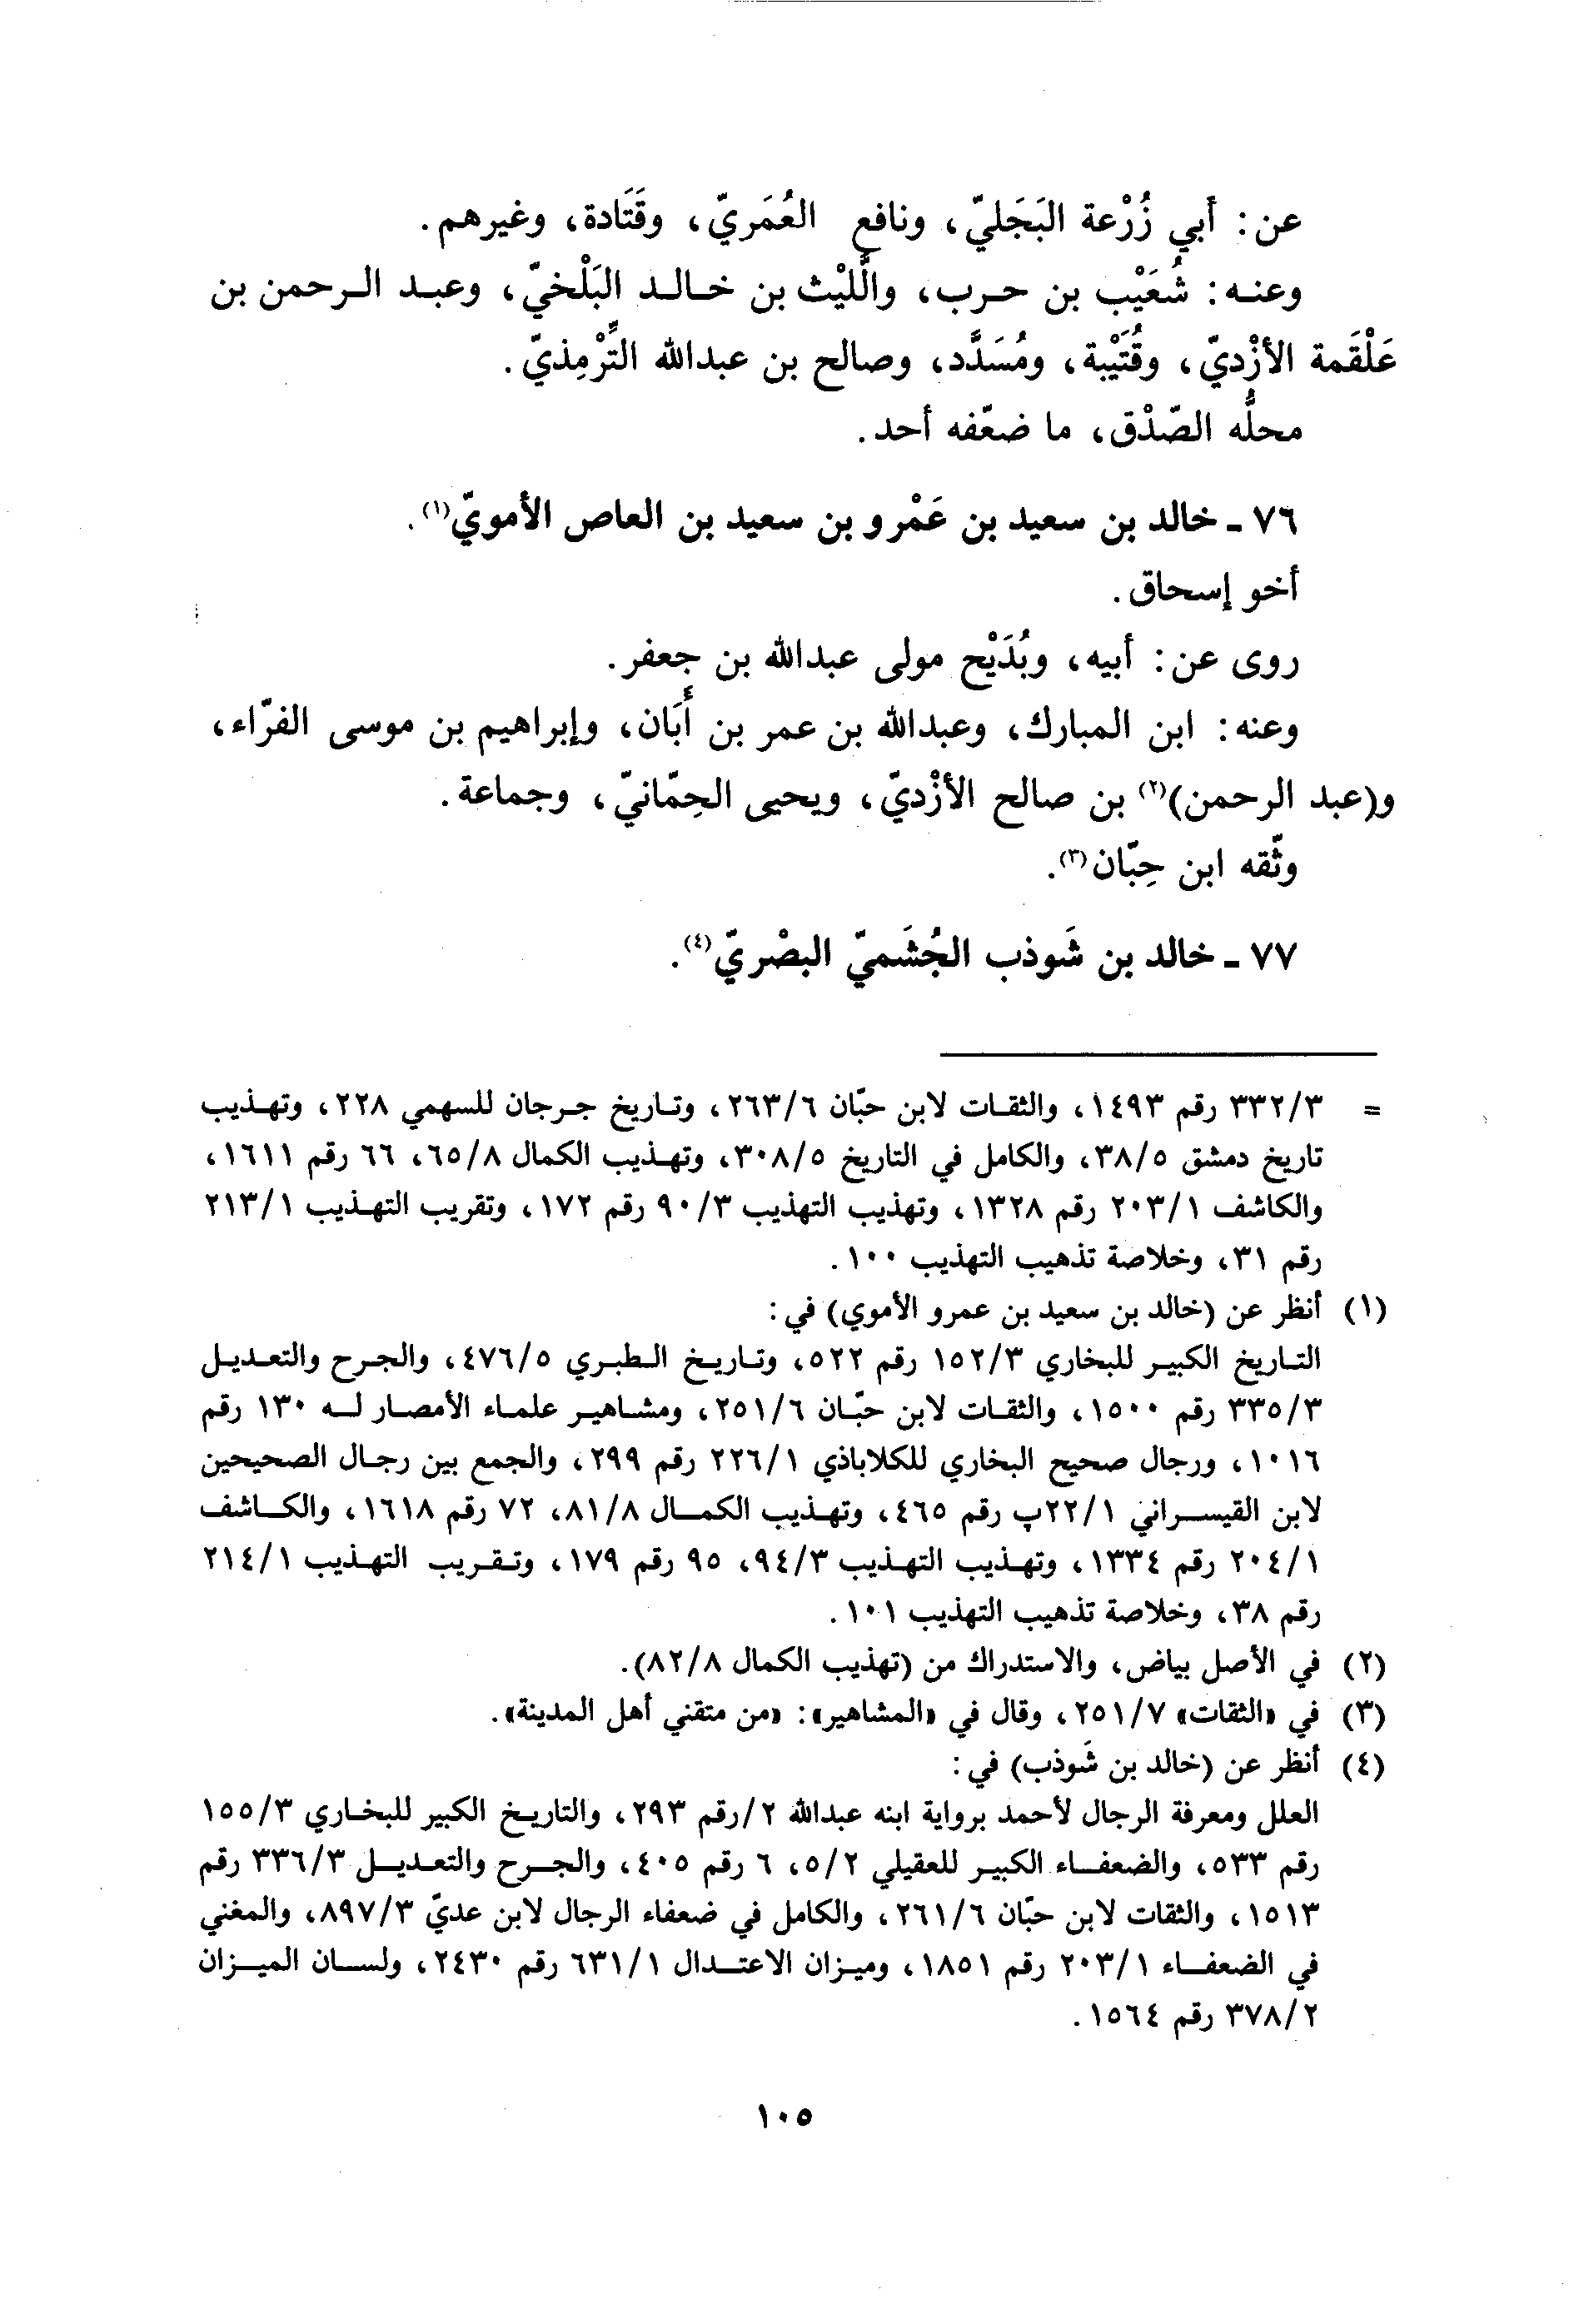 عن: أبي زُرْعة البَجَليّ، ونافع العُمَريّ، وقَتَادة، وغيرهم.
وعنه: شُعَيْب بن حرب، واللَّيْث بن خالد البَلْخيّ، وعبد الرحمن بن
عَلْقَمة الأزْديّ، وقُتَيْبة، ومُسَدَّد، وصالح بن عبدالله التِّرْمِذيّ.
محلُّه الصّدْق، ما ضعّفه أحد.
٧٦ ـ خالد بن سعيد بن عَمْرو بن سعيد بن العاص الأمويّ(١).
أخو إسحاق.
روى عن: أبيه، وبُدَيْح مولى عبدالله بن جعفر.
وعنه: ابن المبارك، وعبدالله بن عمر بن أَبَان، وإبراهيم بن موسى الفرّاء،
و(عبد الرحمن)(٢) بن صالح الأزْديّ، ويحيى الحِمّانيّ، وجماعة.
وثّقه ابن حِبّان(٣).
٧٧ ـ خالد بن شَوذب الجُشَميّ البصْريّ(٤).
= ٣٣٢/٣ رقم ١٤٩٣، والثقات لابن حبّان ٢٦٣/٦، وتاريخ جرجان للسهمي ٢٢٨، وتهذيب
تاريخ دمشق ٣٨/٥، والكامل في التاريخ ٣٠٨/٥، وتهذيب الكمال ٦٥/٨، ٦٦ رقم ١٦١١،
والكاشف ٢٠٣/١ رقم ١٣٢٨، وتهذيب التهذيب ٩٠/٣ رقم ١٧٢، وتقريب التهذيب ٢١٣/١
رقم ٣١، وخلاصة تذهيب التهذيب ١٠٠.
(١) أنظر عن (خالد بن سعيد بن عمرو الأموي) في:
التاريخ الكبير للبخاري ١٥٢/٣ رقم ٥٢٢، وتاريخ الطبري ٤٧٦/٥، والجرح والتعديل
٣٣٥/٣ رقم ١٥٠٠، والثقات لابن حبّان ٢٥١/٦، ومشاهير علماء الأمصار له ١٣٠ رقم
١٠١٦، ورجال صحيح البخاري للكلاباذي ٢٢٦/١ رقم ٢٩٩، والجمع بين رجال الصحيحين
لابن القيسراني ٢٢/١ب رقم ٤٦٥، وتهذيب الكمال ٨١/٨، ٧٢ رقم ١٦١٨، والكاشف
٢٠٤/١ رقم ١٣٣٤، وتهذيب التهذيب ٩٤/٣، ٩٥ رقم ١٧٩، وتقريب التهذيب ٢١٤/١
رقم ٣٨، وخلاصة تذهيب التهذيب ١٠١.
(٢) في الأصل بياض، والاستدراك من (تهذيب الكمال ٨٢/٨).
(٣) في «الثقات» ٢٥١/٧، وقال في «المشاهير»: «من متقني أهل المدينة».
(٤) أنظر عن (خالد بن شَوذب) في:
العلل ومعرفة الرجال لأحمد برواية ابنه عبدالله ٢/رقم ٢٩٣، والتاريخ الكبير للبخاري ١٥٥/٣
رقم ٥٣٣، والضعفاء الكبير للعقيلي ٥/٢، ٦ رقم ٤٠٥، والجرح والتعديل ٣٣٦/٣ رقم
١٥١٣، والثقات لابن حبّان ٢٦١/٦، والكامل في ضعفاء الرجال لابن عديّ ٨٩٧/٣، والمغني
في الضعفاء ٢٠٣/١ رقم ١٨٥١، وميزان الاعتدال ٦٣١/١ رقم ٢٤٣٠، ولسان الميزان
٣٧٨/٢ رقم ١٥٦٤.
١٠٥